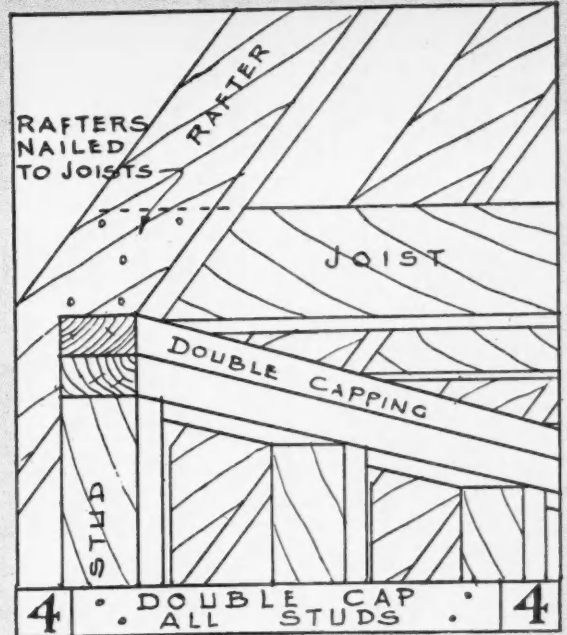 RAFTERS
NAILED
TO JOISTS
RAFTER
JOIST
DOUBLE CAPPING
STUD
4 DOUBLE CAP 4
ALL STUDS